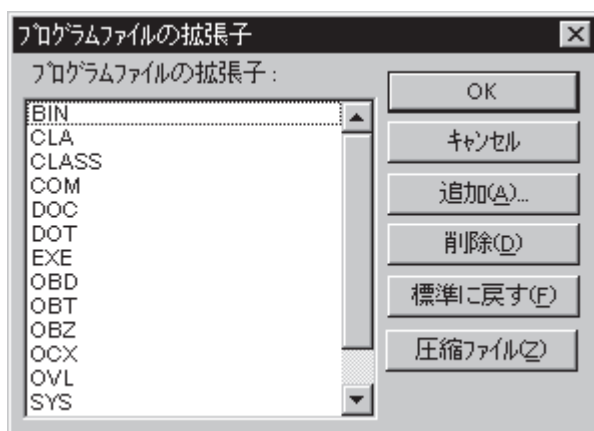 プログラムファイルの拡張子
プログラムファイルの拡張子:
BIN
CLA
CLASS
COM
DOC
DOT
EXE
OBD
OBT
OBZ
OCX
OVL
SYS
OK
キャンセル
追加(A)...
削除(D)
標準に戻す(F)
圧縮ファイル(Z)